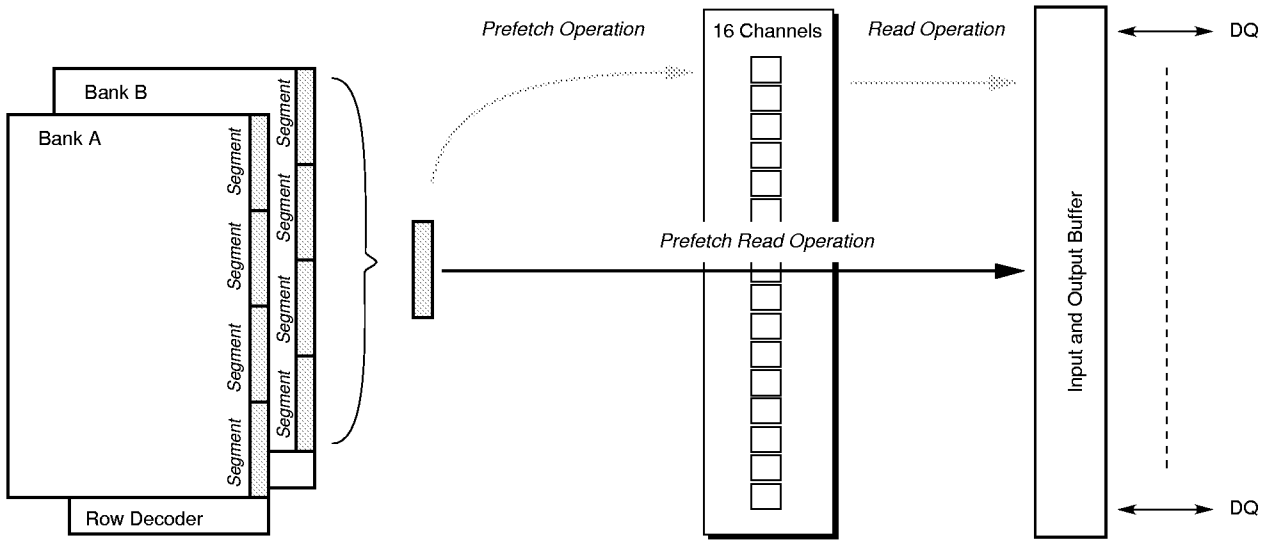 Prefetch Operation
16 Channels
Read Operation
DQ
Bank B
Bank A
Segment
Segment
Segment
Segment
Segment
Segment
Segment
Segment
Prefetch Read Operation
Input and Output Buffer
Row Decoder
DQ